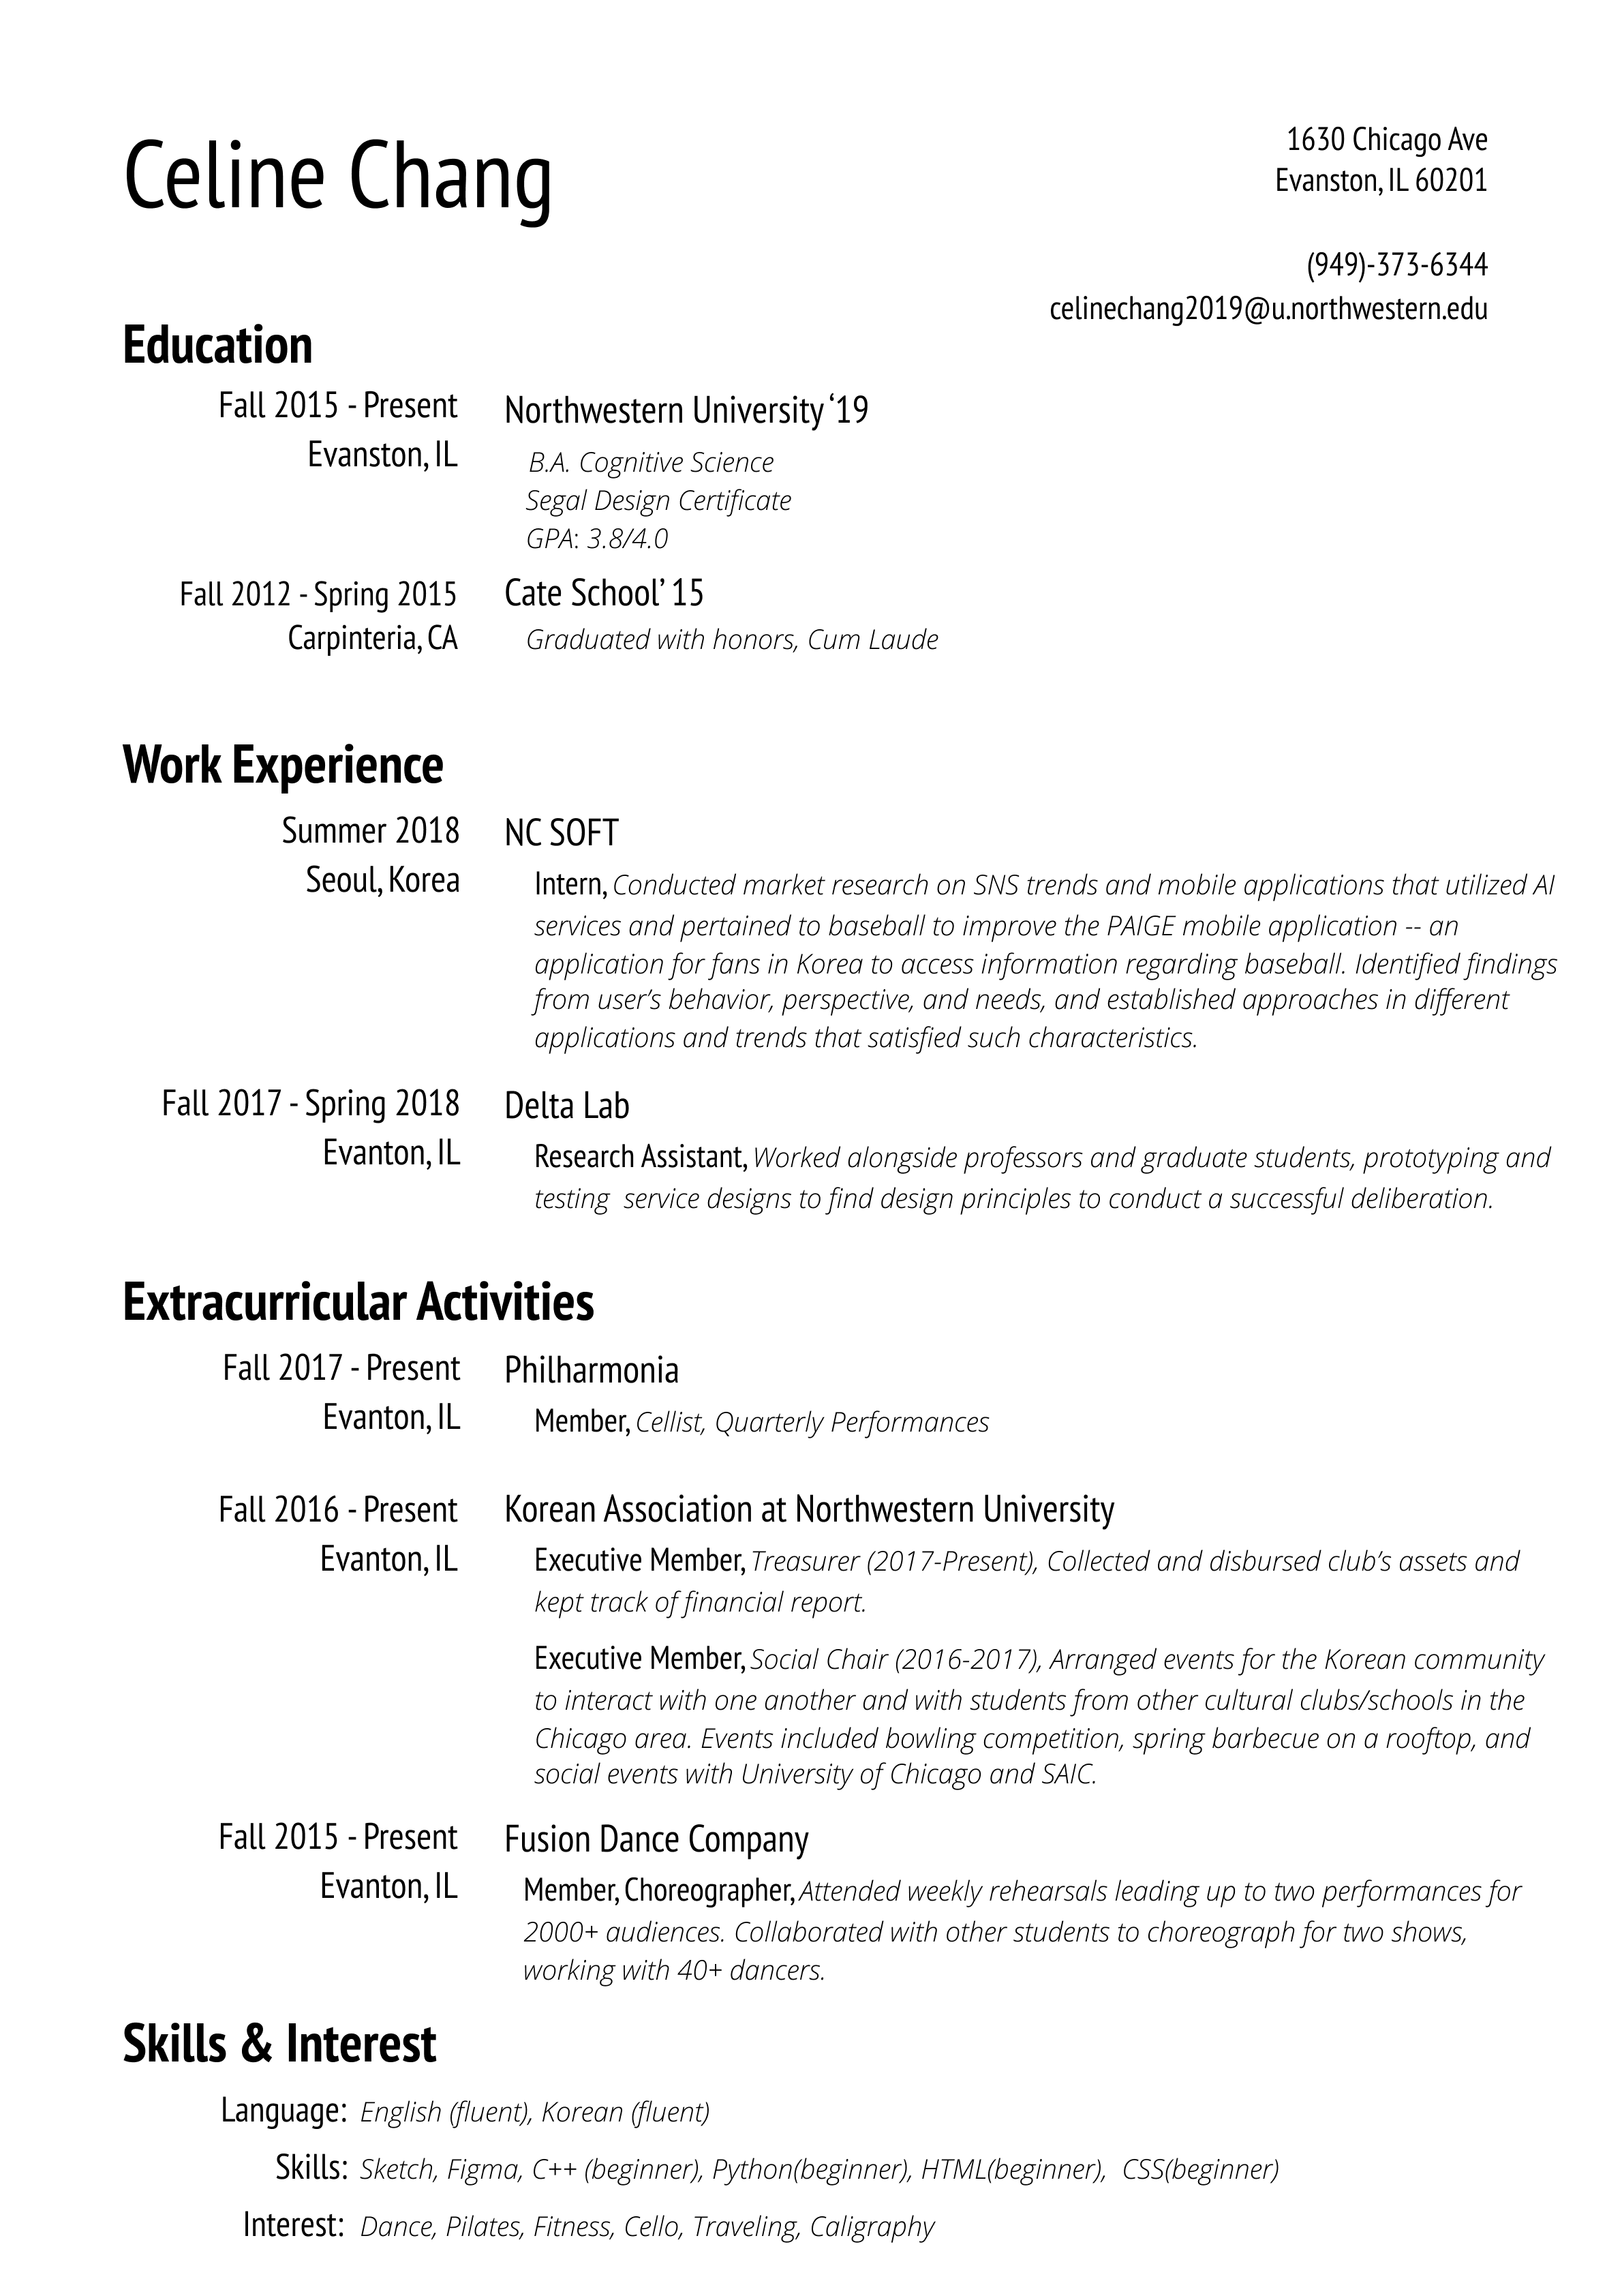 Celine Chang
1630 Chicago Ave
Evanston, IL 60201
(949)-373-6344
celinechang2019@u.northwestern.edu
Education
Fall 2015 - Present
Evanston, IL
Northwestern University ‘19
B.A. Cognitive Science
Segal Design Certificate
GPA: 3.8/4.0
Fall 2012 - Spring 2015
Carpinteria, CA
Cate School’ 15
Graduated with honors, Cum Laude
Work Experience
Summer 2018
Seoul, Korea
NC SOFT
Intern, Conducted market research on SNS trends and mobile applications that utilized AI
services and pertained to baseball to improve the PAIGE mobile application -- an
application for fans in Korea to access information regarding baseball. Identified findings
from user’s behavior, perspective, and needs, and established approaches in different
applications and trends that satisfied such characteristics.
Fall 2017 - Spring 2018
Evanton, IL
Delta Lab
Research Assistant, Worked alongside professors and graduate students, prototyping and
testing  service designs to find design principles to conduct a successful deliberation.
Extracurricular Activities
Fall 2017 - Present
Evanton, IL
Philharmonia
Member, Cellist, Quarterly Performances
Fall 2016 - Present
Evanton, IL
Korean Association at Northwestern University
Executive Member, Treasurer (2017-Present), Collected and disbursed club’s assets and
kept track of financial report.
Executive Member, Social Chair (2016-2017), Arranged events for the Korean community
to interact with one another and with students from other cultural clubs/schools in the
Chicago area. Events included bowling competition, spring barbecue on a rooftop, and
social events with University of Chicago and SAIC.
Fall 2015 - Present
Evanton, IL
Fusion Dance Company
Member, Choreographer, Attended weekly rehearsals leading up to two performances for
2000+ audiences. Collaborated with other students to choreograph for two shows,
working with 40+ dancers.
Skills & Interest
Language: English (fluent), Korean (fluent)
Skills: Sketch, Figma, C++ (beginner), Python(beginner), HTML(beginner),  CSS(beginner)
Interest: Dance, Pilates, Fitness, Cello, Traveling, Caligraphy